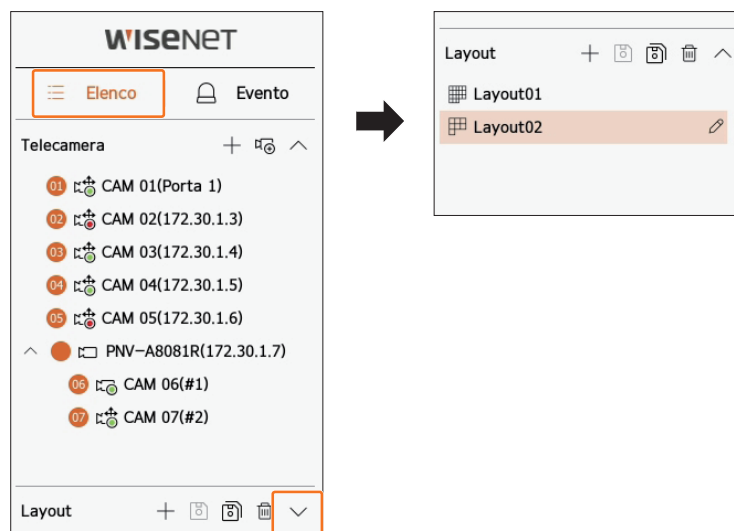 WISENET
Elenco
Evento
Telecamera
01 CAM 01(Porta 1)
02 CAM 02(172.30.1.3)
03 CAM 03(172.30.1.4)
04 CAM 04(172.30.1.5)
05 CAM 05(172.30.1.6)
PNV-A8081R(172.30.1.7)
06 CAM 06(#1)
07 CAM 07(#2)
Layout
Layout
Layout01
Layout02